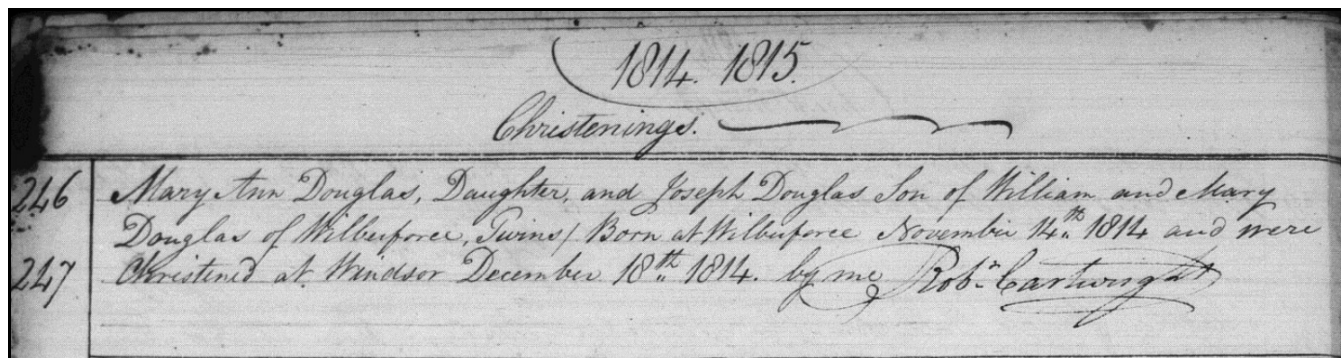 1814. 1815.
Christenings.
246 Mary Ann Douglas, Daughter, and Joseph Douglas Son of William and Mary
Douglas of Wilberforce, Twins / Born at Wilberforce November 14th 1814 and were
247 Christened at Windsor December 18th 1814. by me Robt Cartwright